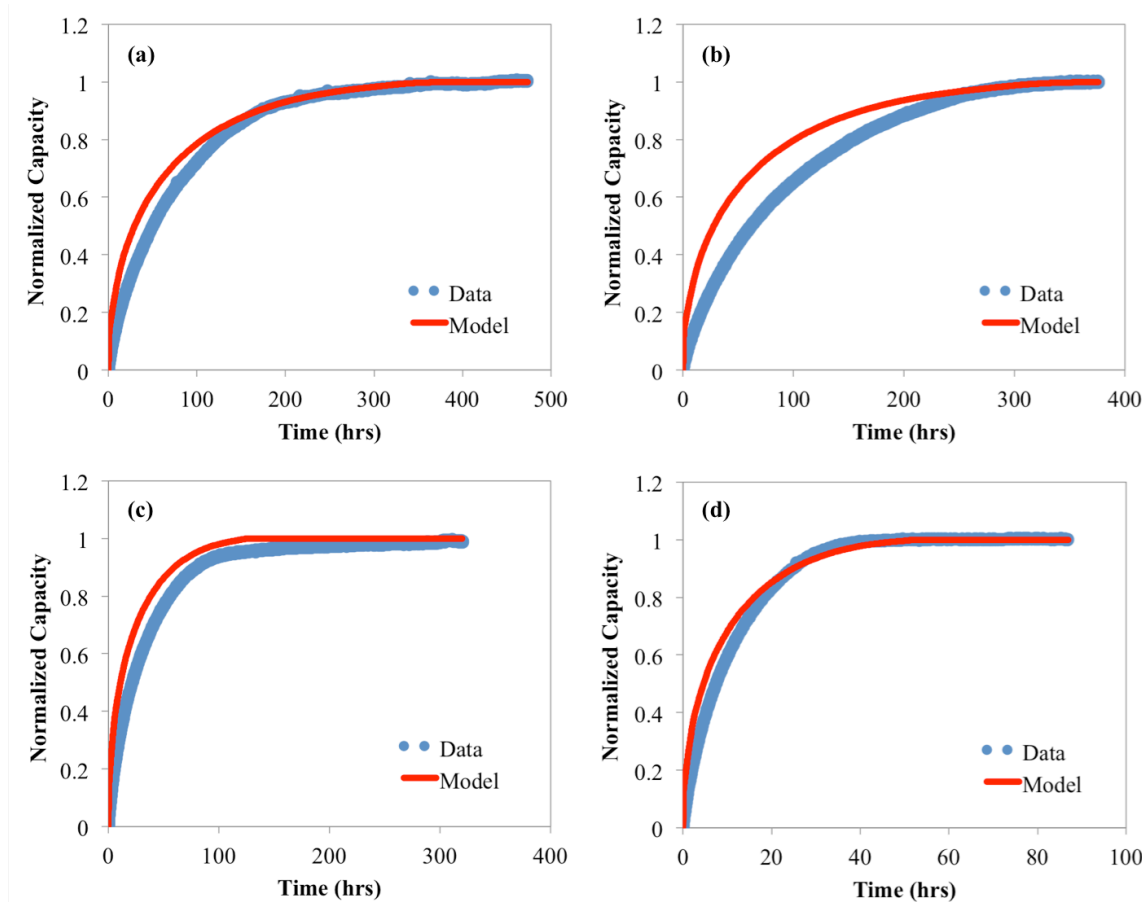 (a)
Normalized Capacity
1.2
1
0.8
0.6
0.4
0.2
0
Data
Model
0 100 200 300 400 500
Time (hrs)
(b)
Normalized Capacity
1.2
1
0.8
0.6
0.4
0.2
0
Data
Model
0 100 200 300 400
Time (hrs)
(c)
Normalized Capacity
1.2
1
0.8
0.6
0.4
0.2
0
Data
Model
0 100 200 300 400
Time (hrs)
(d)
Normalized Capacity
1.2
1
0.8
0.6
0.4
0.2
0
Data
Model
0 20 40 60 80 100
Time (hrs)